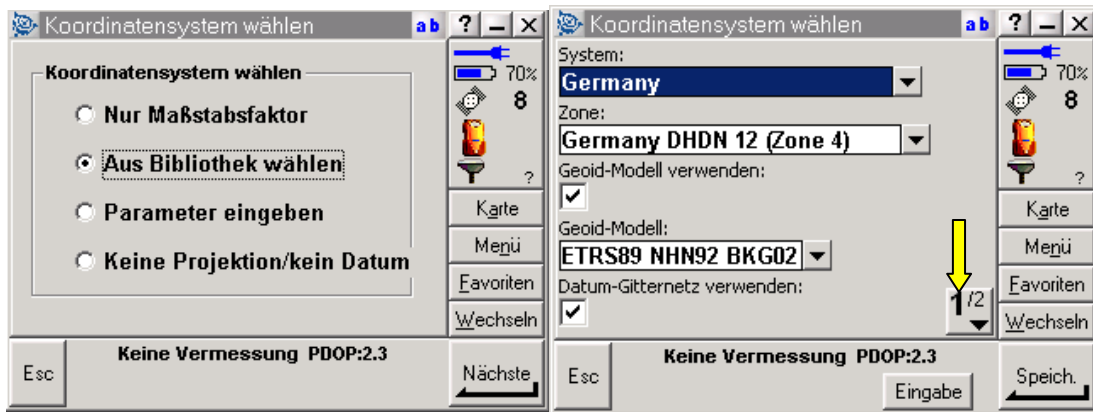 Koordinatensystem wählen
ab
?
Koordinatensystem wählen
Nur Maßstabsfaktor
Aus Bibliothek wählen
Parameter eingeben
Keine Projektion/kein Datum
70%
8
?
Karte
Menü
Favoriten
Wechseln
Esc
Keine Vermessung PDOP:2.3
Nächste
Koordinatensystem wählen
ab
?
System:
Germany
Zone:
Germany DHDN 12 (Zone 4)
Geoid-Modell verwenden:
Geoid-Modell:
ETRS89 NHN92 BKG02
Datum-Gitternetz verwenden:
1/2
70%
8
?
Karte
Menü
Favoriten
Wechseln
Esc
Keine Vermessung PDOP:2.3
Eingabe
Speich.